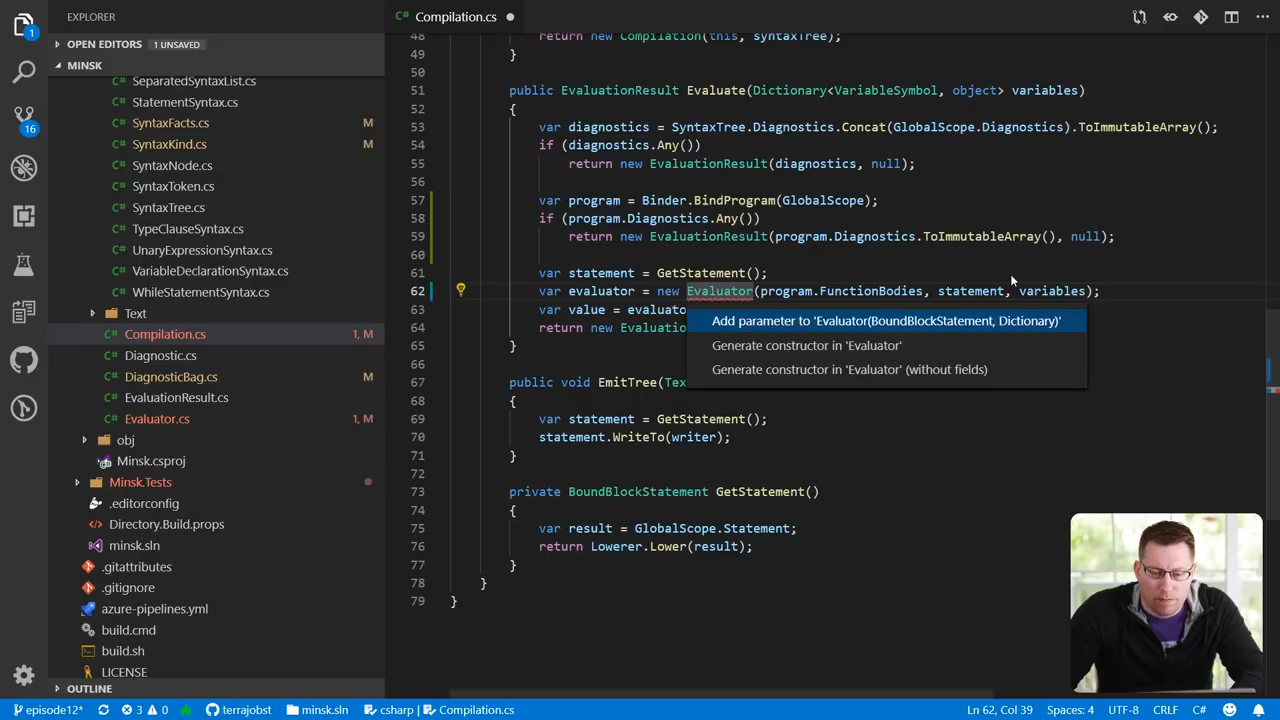 1
16
EXPLORER
OPEN EDITORS 1 UNSAVED
MINSK
C# SeparatedSyntaxList.cs
C# StatementSyntax.cs
C# SyntaxFacts.cs M
C# SyntaxKind.cs M
C# SyntaxNode.cs
C# SyntaxToken.cs
C# SyntaxTree.cs
C# TypeClauseSyntax.cs
C# UnaryExpressionSyntax.cs
C# VariableDeclarationSyntax.cs
C# WhileStatementSyntax.cs
Text
C# Compilation.cs 1, M
C# Diagnostic.cs
C# DiagnosticBag.cs M
C# EvaluationResult.cs
C# Evaluator.cs 1, M
obj
Minsk.csproj
Minsk.Tests
.editorconfig
Directory.Build.props
minsk.sln
.gitattributes
.gitignore
azure-pipelines.yml
build.cmd
build.sh
LICENSE
OUTLINE
C# Compilation.cs
48 return new Compilation(this, syntaxTree);
49 }
50
51 public EvaluationResult Evaluate(Dictionary<VariableSymbol, object> variables)
52 {
53 var diagnostics = SyntaxTree.Diagnostics.Concat(GlobalScope.Diagnostics).ToImmutableArray();
54 if (diagnostics.Any())
55 return new EvaluationResult(diagnostics, null);
56
57 var program = Binder.BindProgram(GlobalScope);
58 if (program.Diagnostics.Any())
59 return new EvaluationResult(program.Diagnostics.ToImmutableArray(), null);
60
61 var statement = GetStatement();
62 var evaluator = new Evaluator(program.FunctionBodies, statement, variables);
63 var value = evaluato
64 return new Evaluatio
65 }
66
67 public void EmitTree(Tex
68 {
69 var statement = GetStatement();
70 statement.WriteTo(writer);
71 }
72
73 private BoundBlockStatement GetStatement()
74 {
75 var result = GlobalScope.Statement;
76 return Lowerer.Lower(result);
77 }
78 }
79 }
Add parameter to 'Evaluator(BoundBlockStatement, Dictionary)'
Generate constructor in 'Evaluator'
Generate constructor in 'Evaluator' (without fields)
episode12* 3 0 terrajobst minsk.sln csharp Compilation.cs Ln 62, Col 39 Spaces: 4 UTF-8 CRLF C#